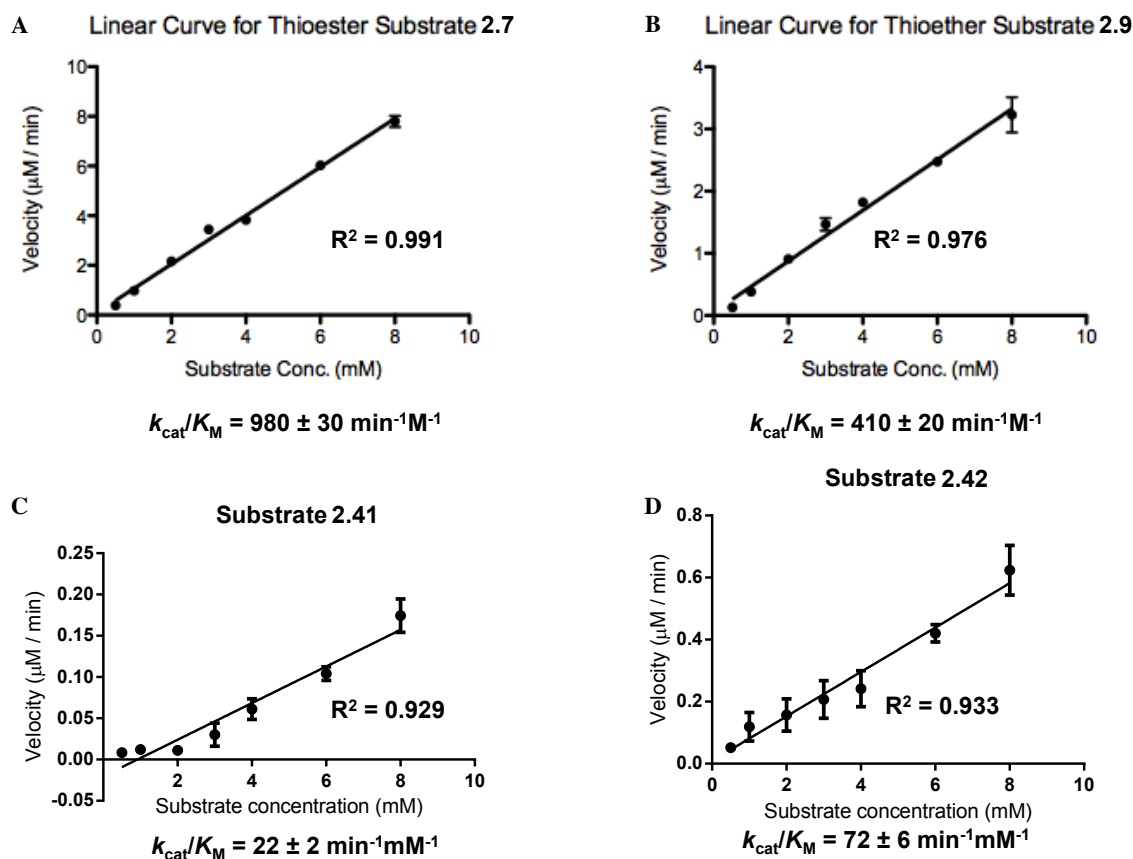 A
Linear Curve for Thioester Substrate 2.7
Velocity (µM / min)
10
8
6
4
2
0
0 2 4 6 8 10
R² = 0.991
Substrate Conc. (mM)
kcat/KM = 980 ± 30 min⁻¹M⁻¹
B
Linear Curve for Thioether Substrate 2.9
Velocity (µM / min)
4
3
2
1
0
0 2 4 6 8 10
R² = 0.976
Substrate Conc. (mM)
kcat/KM = 410 ± 20 min⁻¹M⁻¹
C
Substrate 2.41
Velocity (µM / min)
0.25
0.20
0.15
0.10
0.05
0.00
-0.05
2 4 6 8 10
R² = 0.929
Substrate concentration (mM)
kcat/KM = 22 ± 2 min⁻¹mM⁻¹
D
Substrate 2.42
Velocity (µM / min)
0.8
0.6
0.4
0.2
0.0
0 2 4 6 8 10
R² = 0.933
Substrate concentration (mM)
kcat/KM = 72 ± 6 min⁻¹mM⁻¹